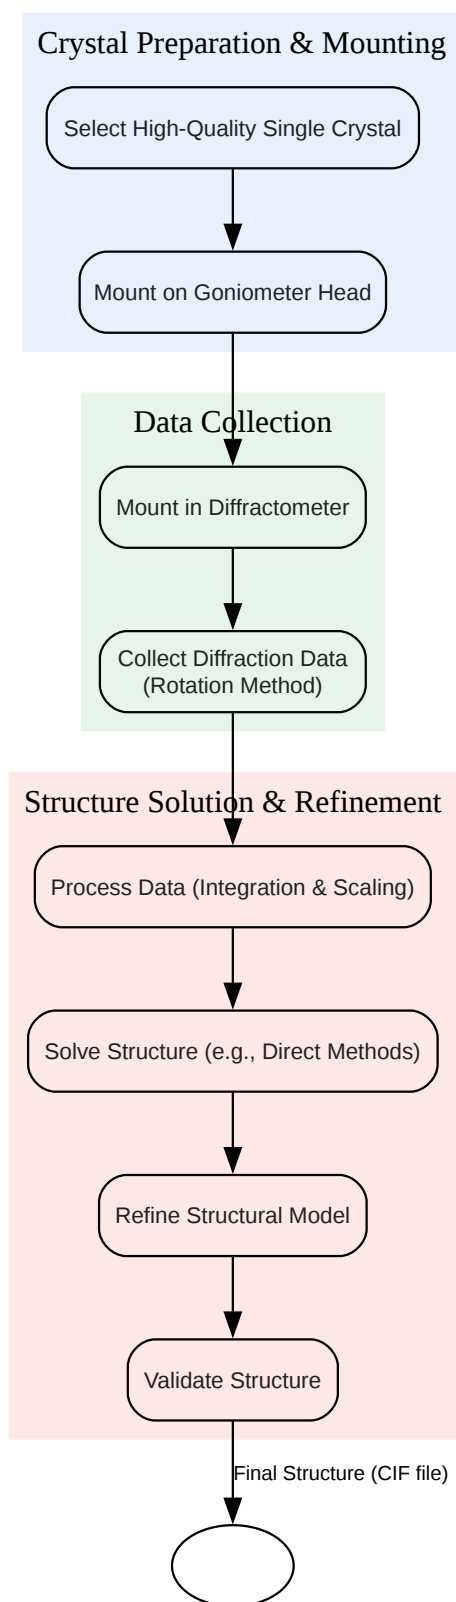 Crystal Preparation & Mounting
Select High-Quality Single Crystal
Mount on Goniometer Head
Data Collection
Mount in Diffractometer
Collect Diffraction Data
(Rotation Method)
Structure Solution & Refinement
Process Data (Integration & Scaling)
Solve Structure (e.g., Direct Methods)
Refine Structural Model
Validate Structure
Final Structure (CIF file)